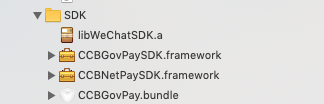 SDK
libWeChatSDK.a
CCBGovPaySDK.framework
CCBNetPaySDK.framework
CCBGovPay.bundle